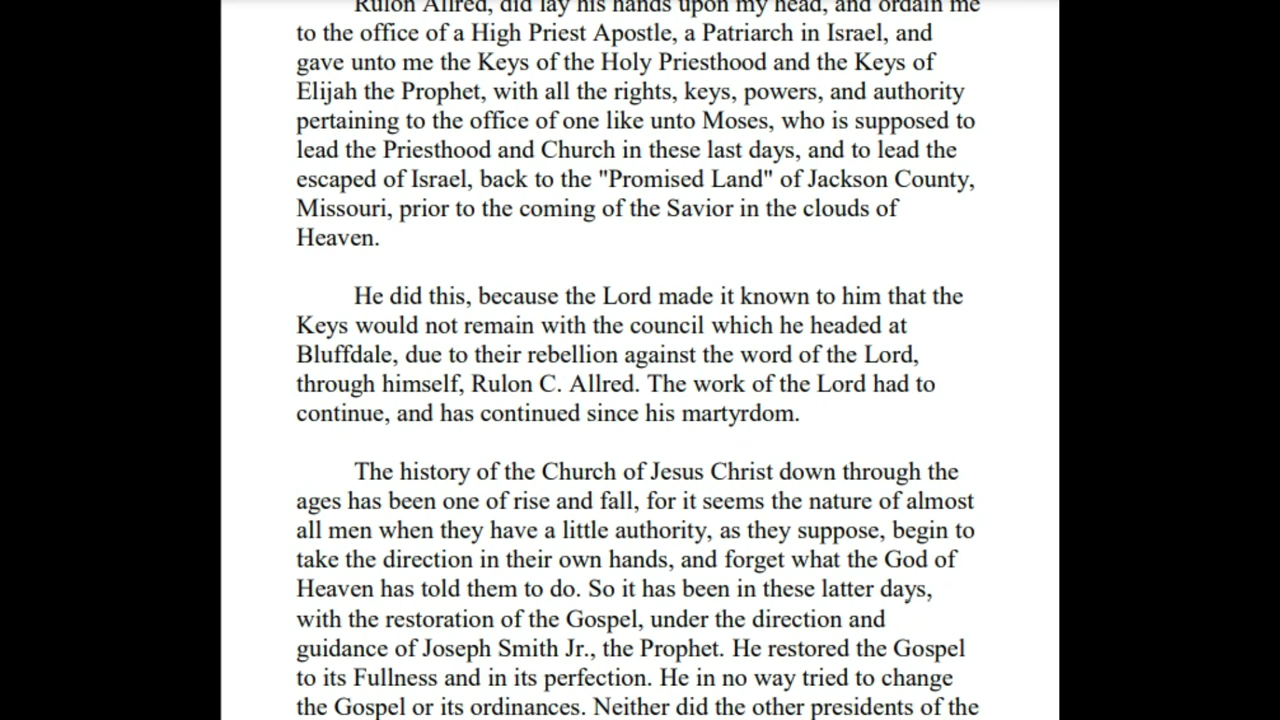 Rulon Allred, did lay his hands upon my head, and ordain me
to the office of a High Priest Apostle, a Patriarch in Israel, and
gave unto me the Keys of the Holy Priesthood and the Keys of
Elijah the Prophet, with all the rights, keys, powers, and authority
pertaining to the office of one like unto Moses, who is supposed to
lead the Priesthood and Church in these last days, and to lead the
escaped of Israel, back to the "Promised Land" of Jackson County,
Missouri, prior to the coming of the Savior in the clouds of
Heaven.
He did this, because the Lord made it known to him that the
Keys would not remain with the council which he headed at
Bluffdale, due to their rebellion against the word of the Lord,
through himself, Rulon C. Allred. The work of the Lord had to
continue, and has continued since his martyrdom.
The history of the Church of Jesus Christ down through the
ages has been one of rise and fall, for it seems the nature of almost
all men when they have a little authority, as they suppose, begin to
take the direction in their own hands, and forget what the God of
Heaven has told them to do. So it has been in these latter days,
with the restoration of the Gospel, under the direction and
guidance of Joseph Smith Jr., the Prophet. He restored the Gospel
to its Fullness and in its perfection. He in no way tried to change
the Gospel or its ordinances. Neither did the other presidents of the